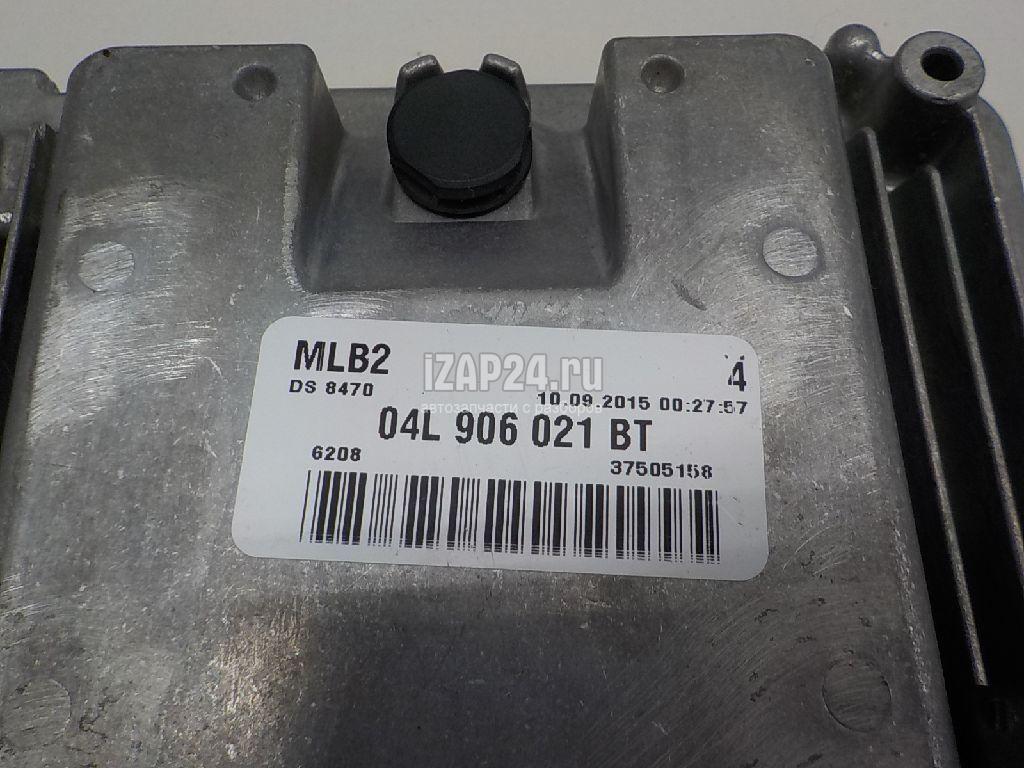 MLB2
4
DS 8470
10.09.2015 00:27:57
04L 906 021 BT
6208
37505158
iZAP24.ru
автозапчасти с разборов